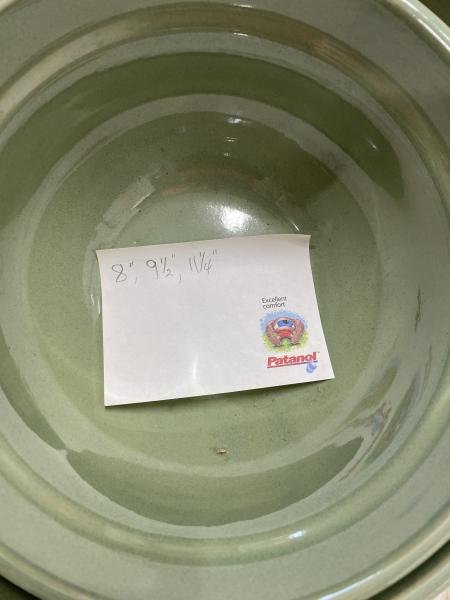 8", 9½", 11¼"
Excellent
comfort
Patanol